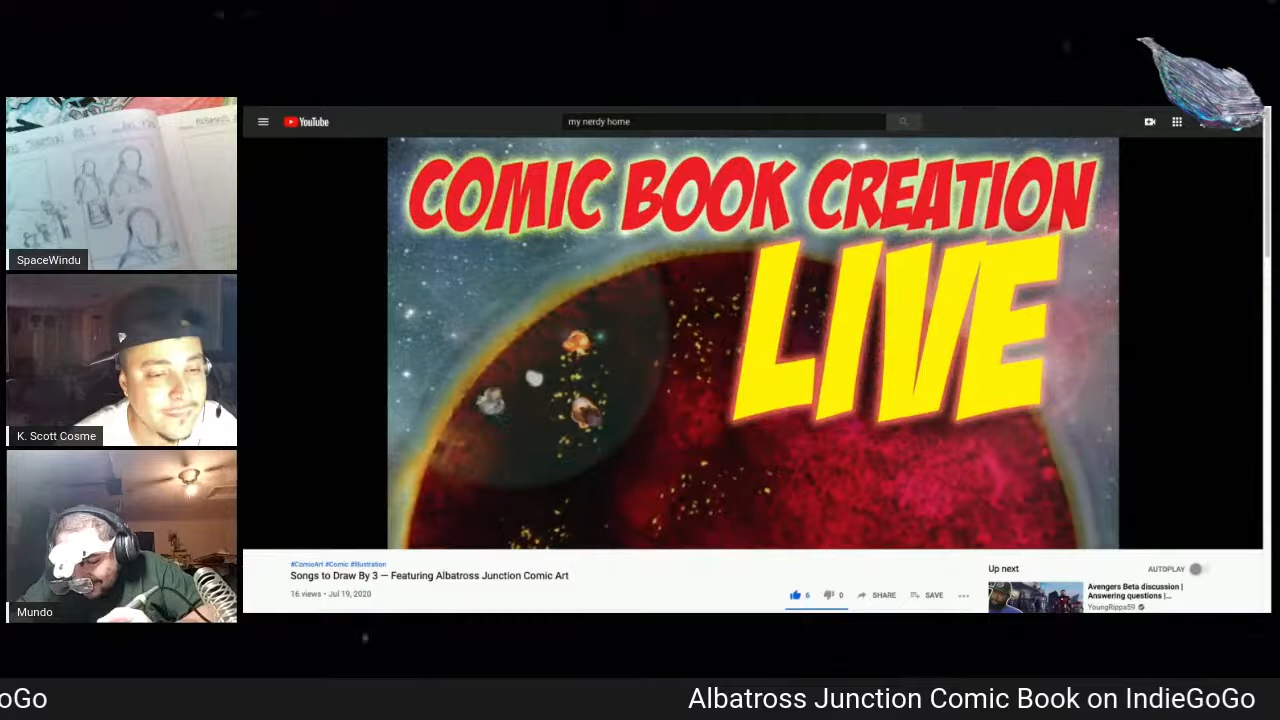 SpaceWindu
K. Scott Cosme
Mundo
YouTube
my nerdy home
COMIC BOOK CREATION
LIVE
#ComicArt #Comic #Illustration
Songs to Draw By 3 — Featuring Albatross Junction Comic Art
16 views • Jul 19, 2020
6
0
SHARE
SAVE
Up next
AUTOPLAY
Avengers Beta discussion |
Answering questions |...
YoungRippa59
oGo
Albatross Junction Comic Book on IndieGoGo